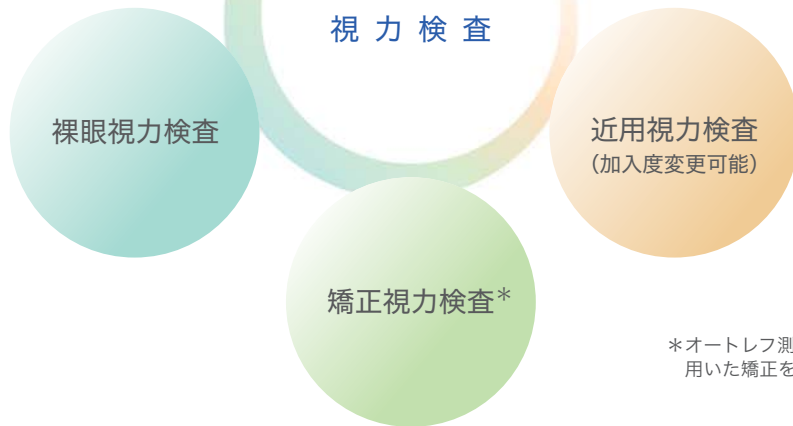 視力検査
裸眼視力検査
近用視力検査
(加入度変更可能)
矯正視力検査*
*オートレフ測
用いた矯正を